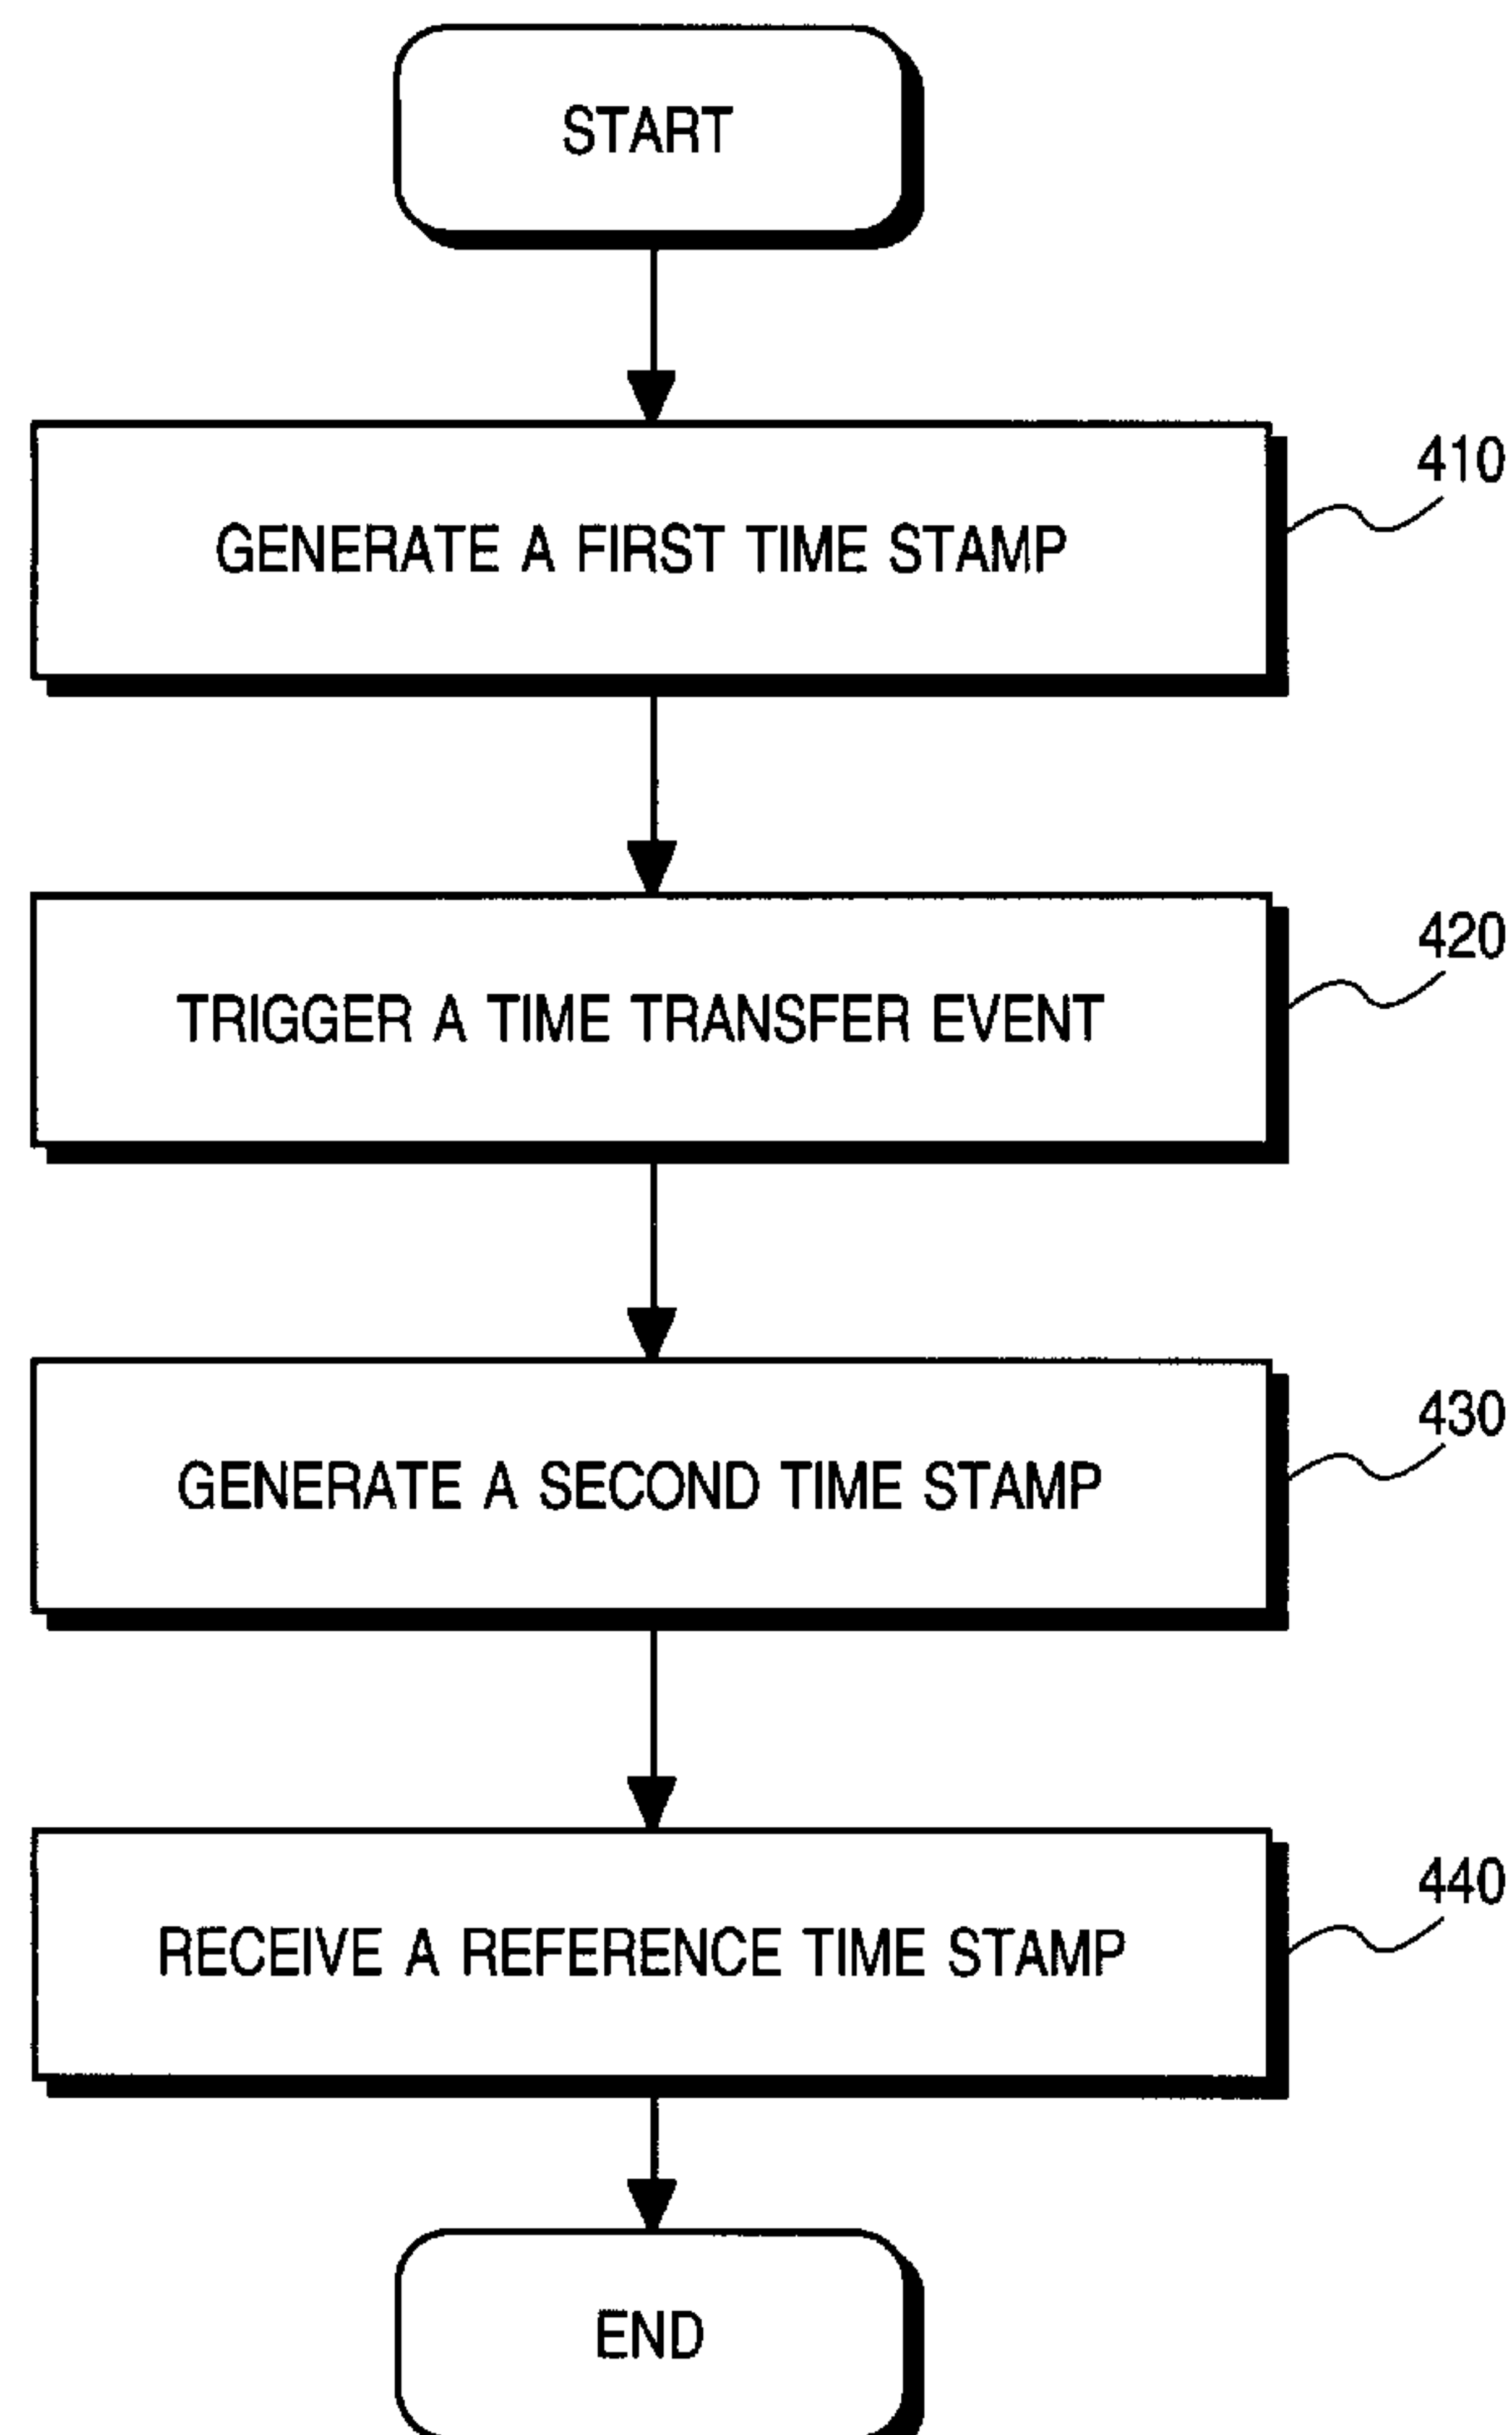 START
GENERATE A FIRST TIME STAMP
410
TRIGGER A TIME TRANSFER EVENT
420
GENERATE A SECOND TIME STAMP
430
RECEIVE A REFERENCE TIME STAMP
440
END